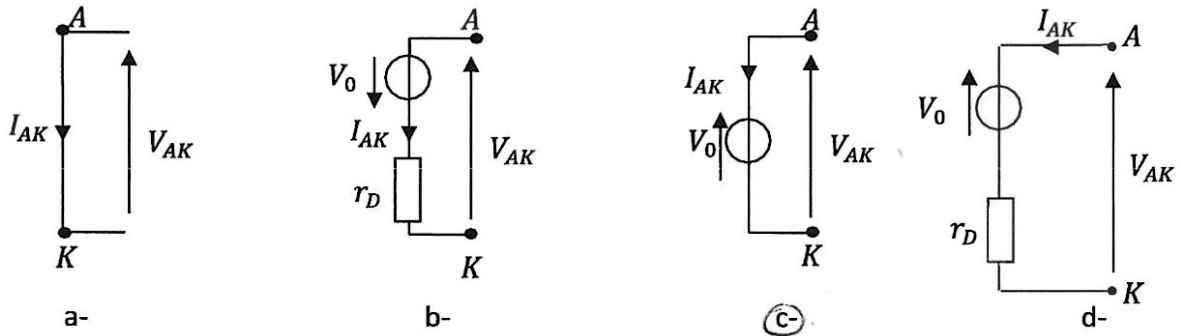 A
I_AK
V_AK
K
a-
A
V_0
I_AK
r_D
V_AK
K
b-
A
I_AK
V_0
V_AK
K
c-
I_AK
A
V_0
V_AK
r_D
K
d-